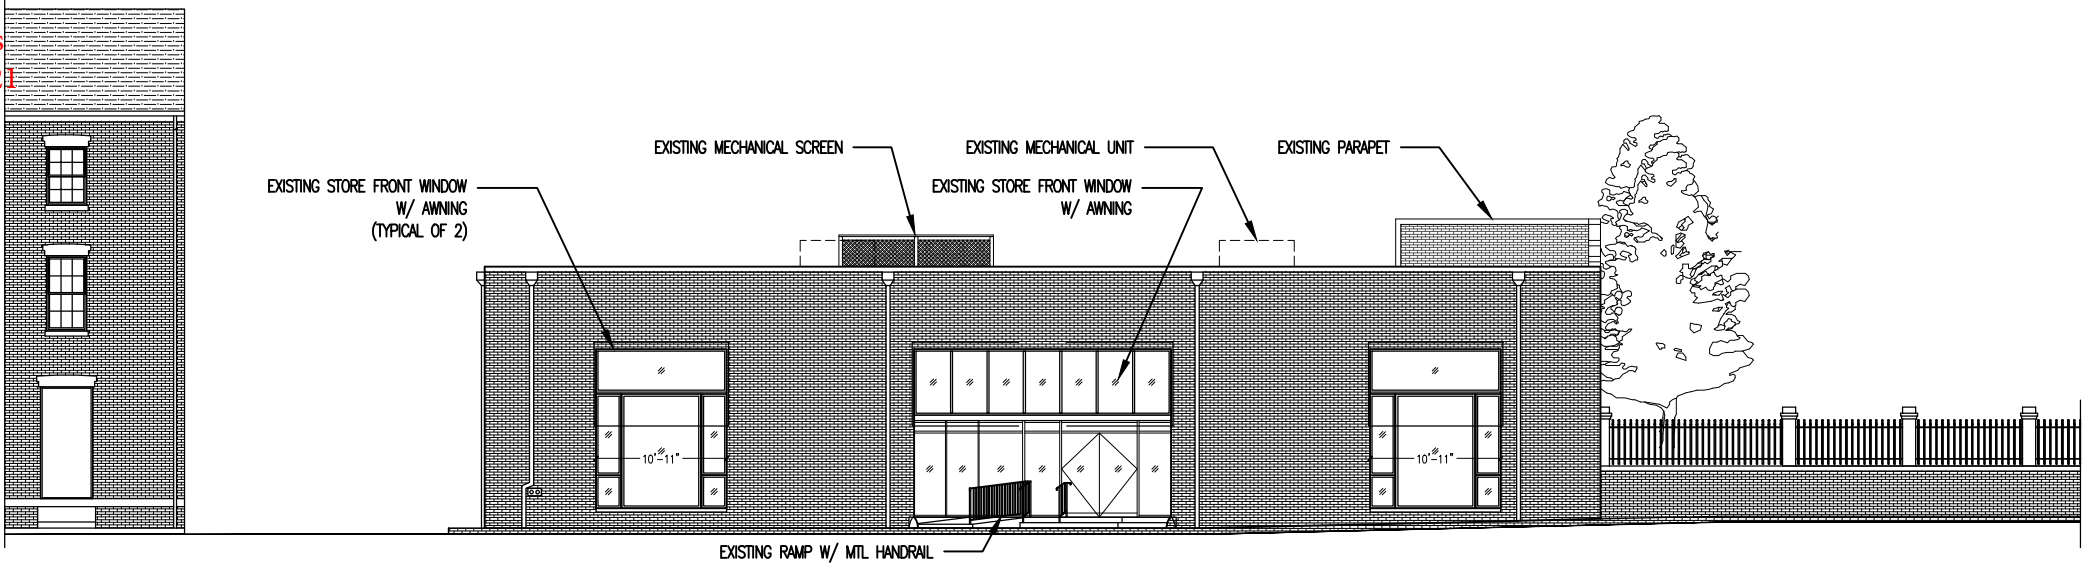 EXISTING MECHANICAL SCREEN
EXISTING MECHANICAL UNIT
EXISTING PARAPET
EXISTING STORE FRONT WINDOW
W/ AWNING
(TYPICAL OF 2)
EXISTING STORE FRONT WINDOW
W/ AWNING
10'-11"
10'-11"
EXISTING RAMP W/ MTL HANDRAIL